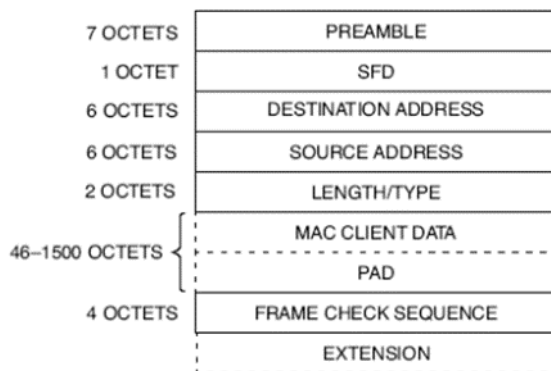 7 OCTETS PREAMBLE
1 OCTET SFD
6 OCTETS DESTINATION ADDRESS
6 OCTETS SOURCE ADDRESS
2 OCTETS LENGTH/TYPE
MAC CLIENT DATA
46–1500 OCTETS
PAD
4 OCTETS FRAME CHECK SEQUENCE
EXTENSION